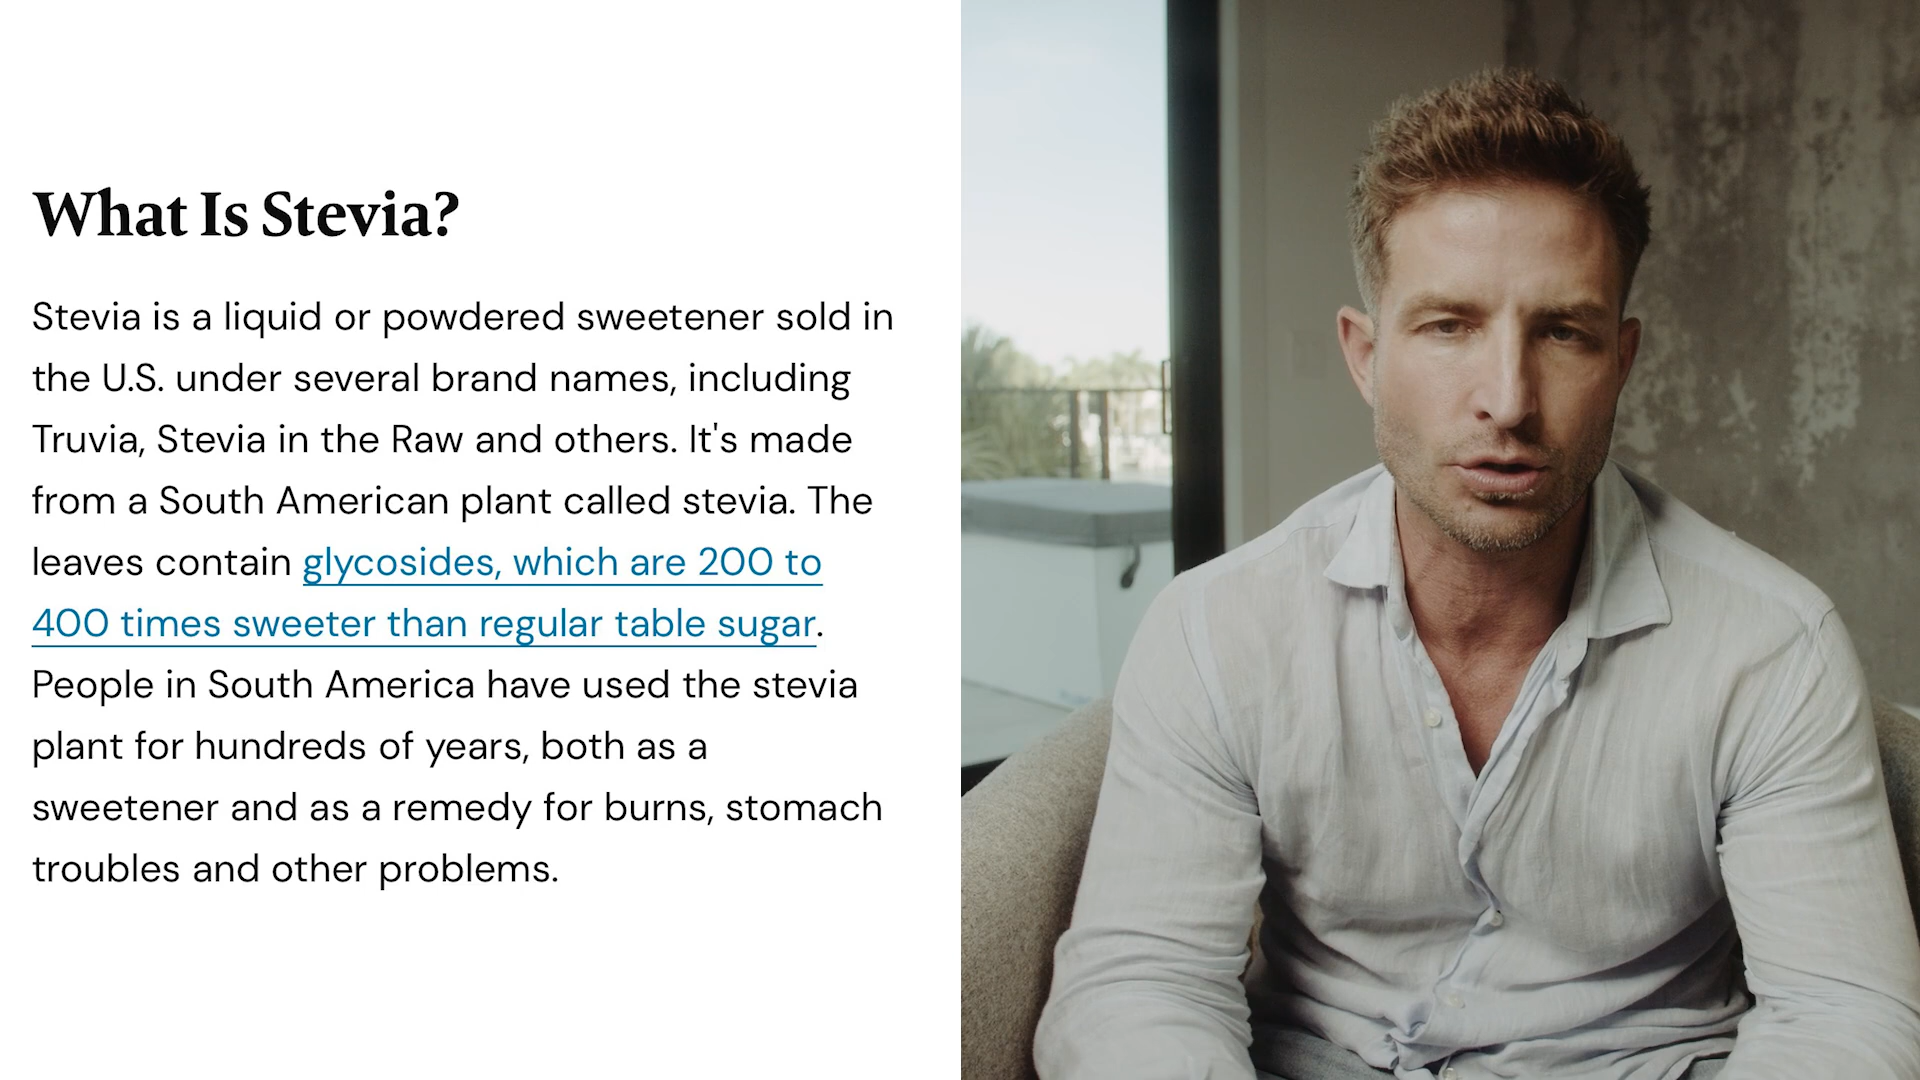 What Is Stevia?
Stevia is a liquid or powdered sweetener sold in
the U.S. under several brand names, including
Truvia, Stevia in the Raw and others. It's made
from a South American plant called stevia. The
leaves contain glycosides, which are 200 to
400 times sweeter than regular table sugar.
People in South America have used the stevia
plant for hundreds of years, both as a
sweetener and as a remedy for burns, stomach
troubles and other problems.